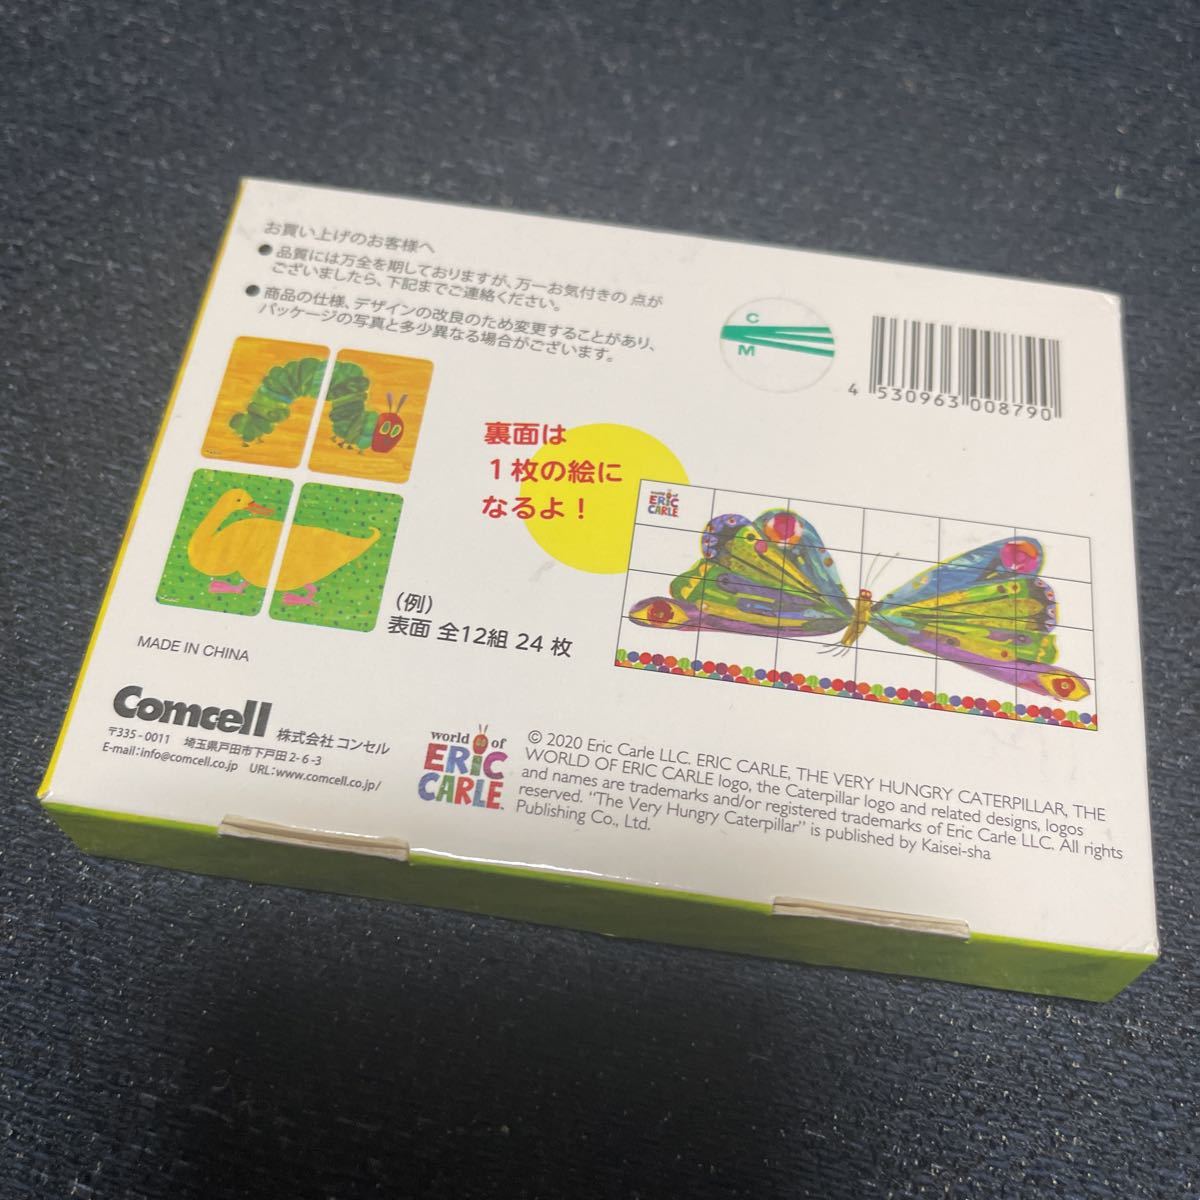 お買い上げのお客様へ
●品質には万全を期しておりますが、万一お気付きの点が
ございましたら、下記までご連絡ください。
●商品の仕様、デザインの改良のため変更することがあり、
パッケージの写真と多少異なる場合がございます。
C
M
4 530963 008790
裏面は
1枚の絵に
なるよ！
world of
ERIC
CARLE
(例)
表面 全12組 24 枚
MADE IN CHINA
Comcell 株式会社 コンセル
〒335-0011 埼玉県戸田市下戸田2-6-3
E-mail：info@comcell.co.jp URL：www.comcell.co.jp/
world of
ERIC
CARLE
© 2020 Eric Carle LLC. ERIC CARLE, THE VERY HUNGRY CATERPILLAR, THE
WORLD OF ERIC CARLE logo, the Caterpillar logo and related designs, logos
and names are trademarks and/or registered trademarks of Eric Carle LLC. All rights
reserved. "The Very Hungry Caterpillar" is published by Kaisei-sha
Publishing Co., Ltd.